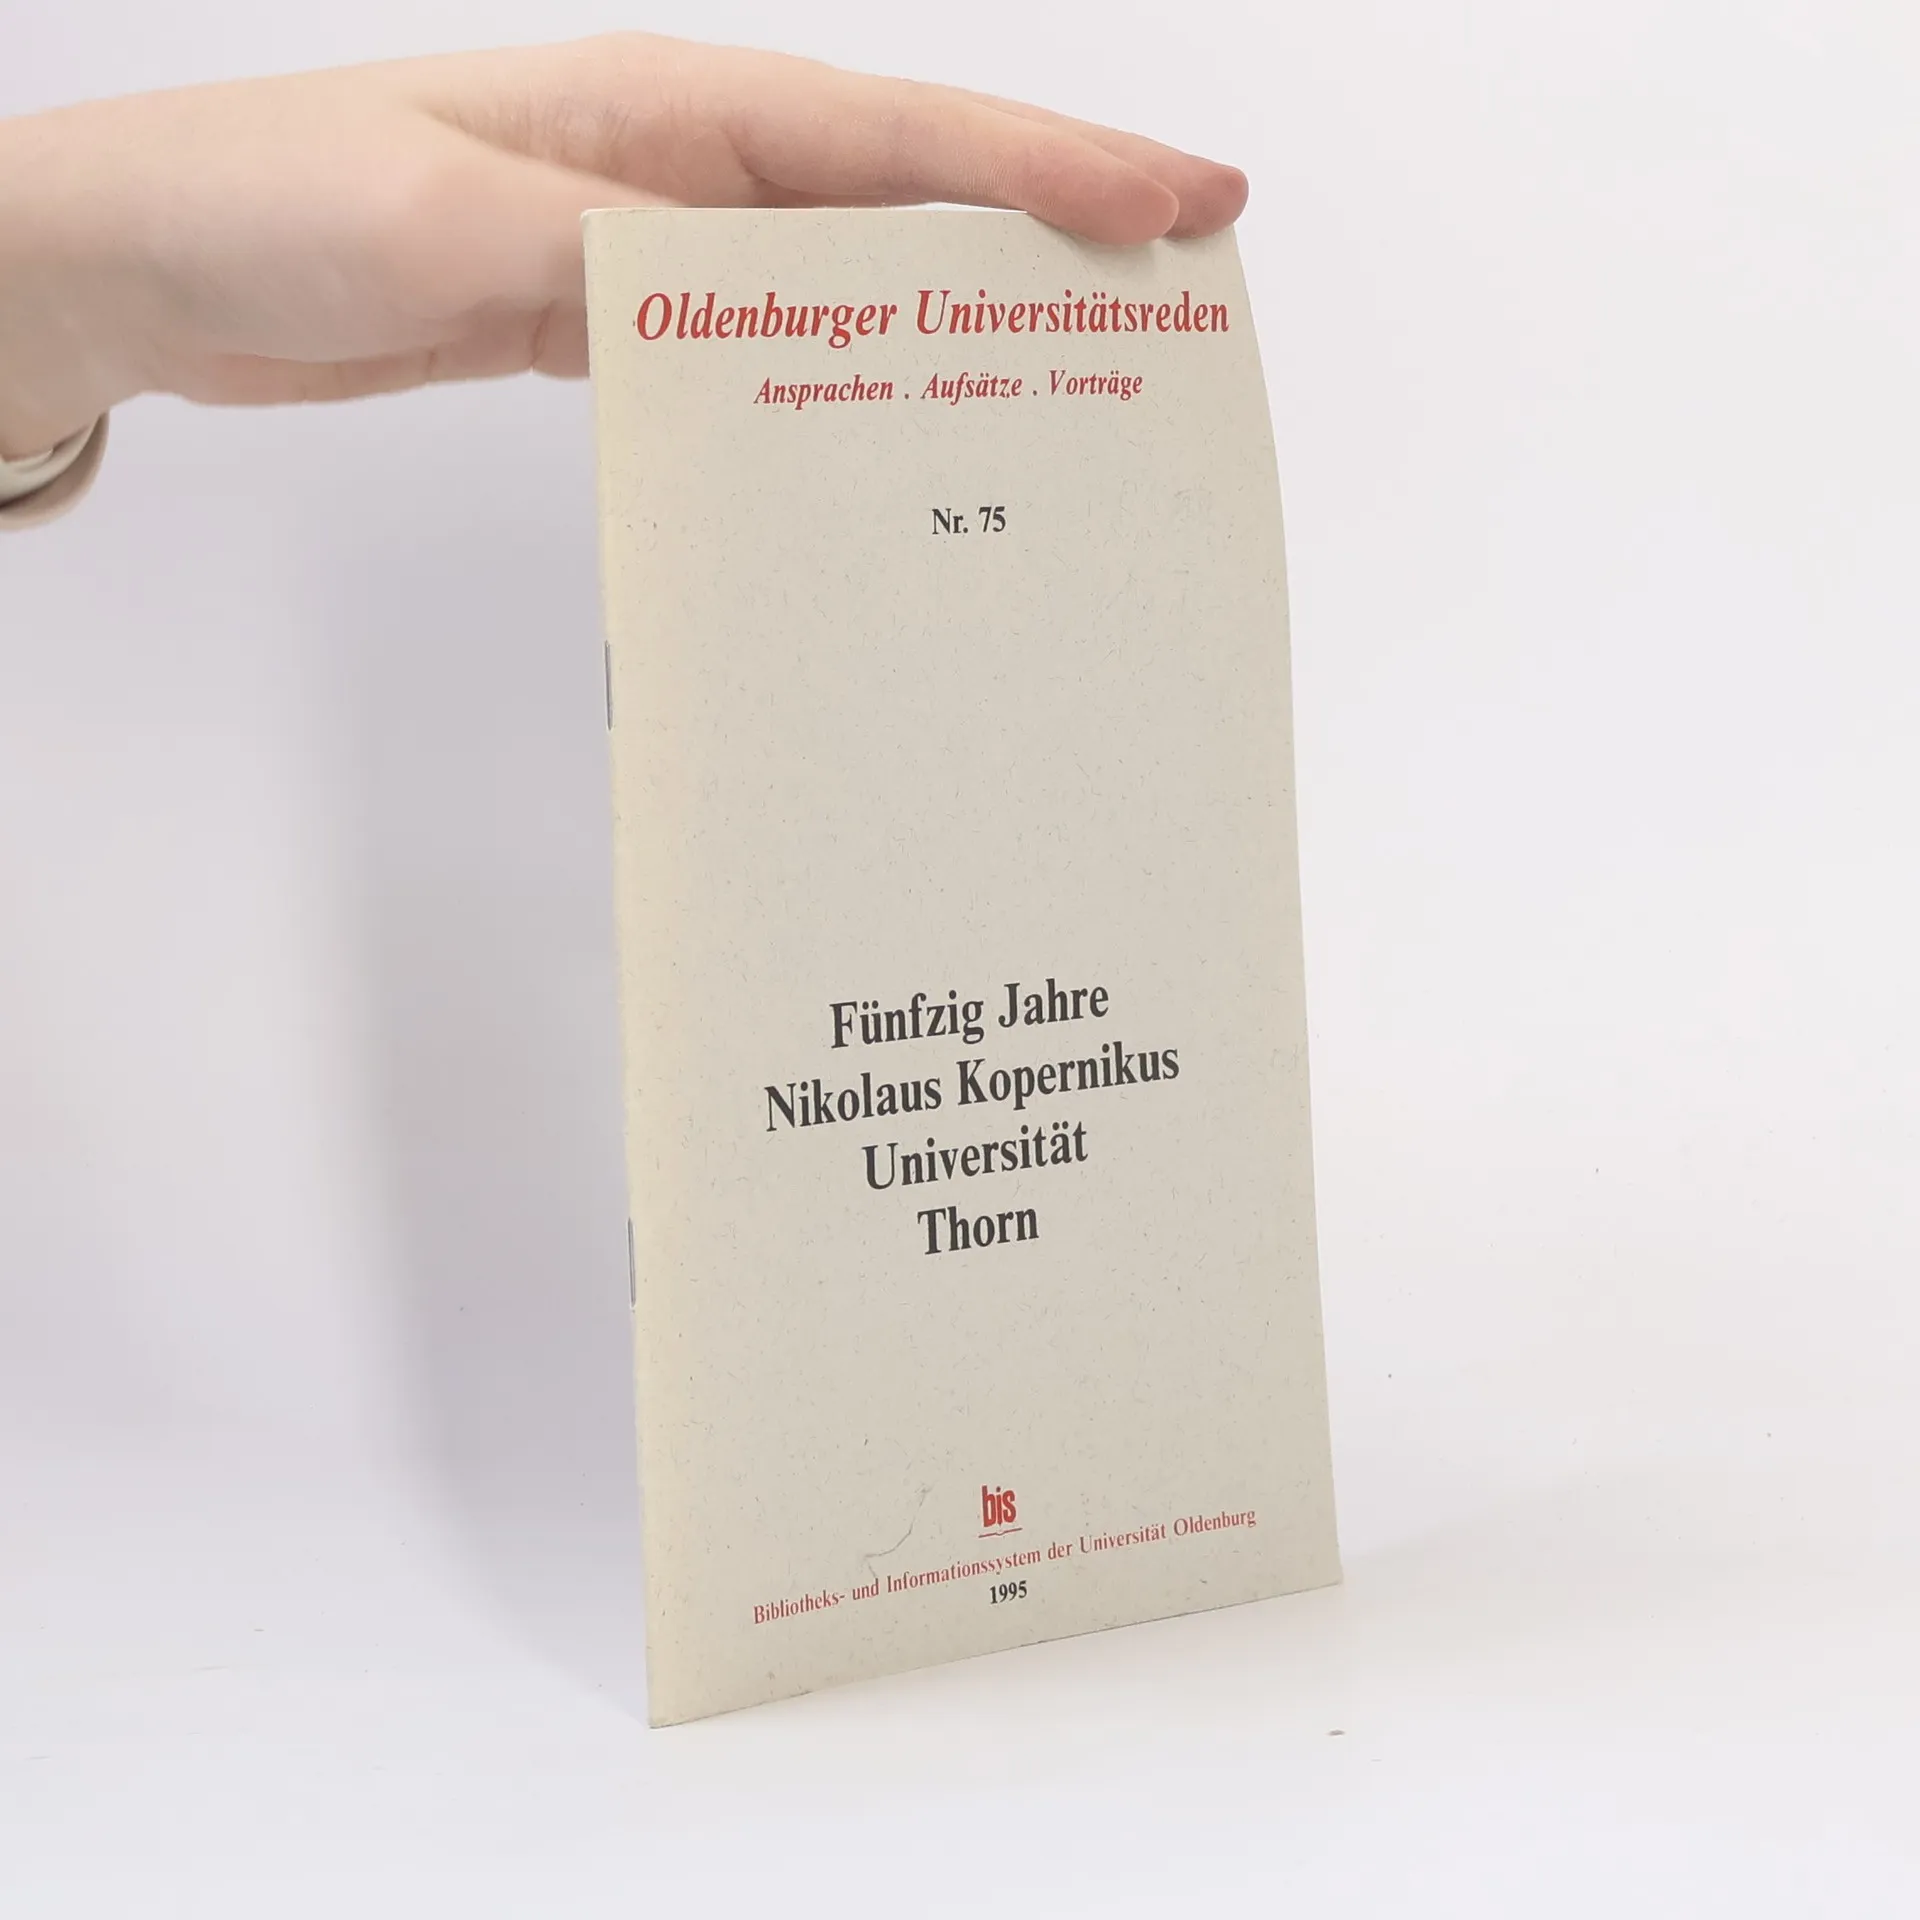 Oldenburger Universitätsreden
Ansprachen . Aufsätze . Vorträge
Nr. 75
Fünfzig Jahre
Nikolaus Kopernikus
Universität
Thorn
bis
Bibliotheks- und Informationssystem der Universität Oldenburg
1995